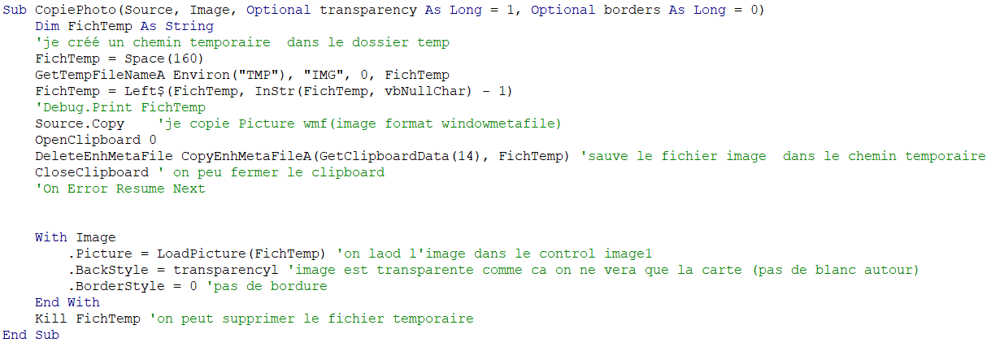 Sub CopiePhoto(Source, Image, Optional transparency As Long = 1, Optional borders As Long = 0)
    Dim FichTemp As String
    'je créé un chemin temporaire  dans le dossier temp
    FichTemp = Space(160)
    GetTempFileNameA Environ("TMP"), "IMG", 0, FichTemp
    FichTemp = Left$(FichTemp, InStr(FichTemp, vbNullChar) - 1)
    'Debug.Print FichTemp
    Source.Copy    'je copie Picture wmf(image format windowmetafile)
    OpenClipboard 0
    DeleteEnhMetaFile CopyEnhMetaFileA(GetClipboardData(14), FichTemp) 'sauve le fichier image  dans le chemin temporaire
    CloseClipboard ' on peu fermer le clipboard
    'On Error Resume Next
    With Image
        .Picture = LoadPicture(FichTemp) 'on laod l'image dans le control image1
        .BackStyle = transparencyl 'image est transparente comme ca on ne vera que la carte (pas de blanc autour)
        .BorderStyle = 0 'pas de bordure
    End With
    Kill FichTemp 'on peut supprimer le fichier temporaire
End Sub